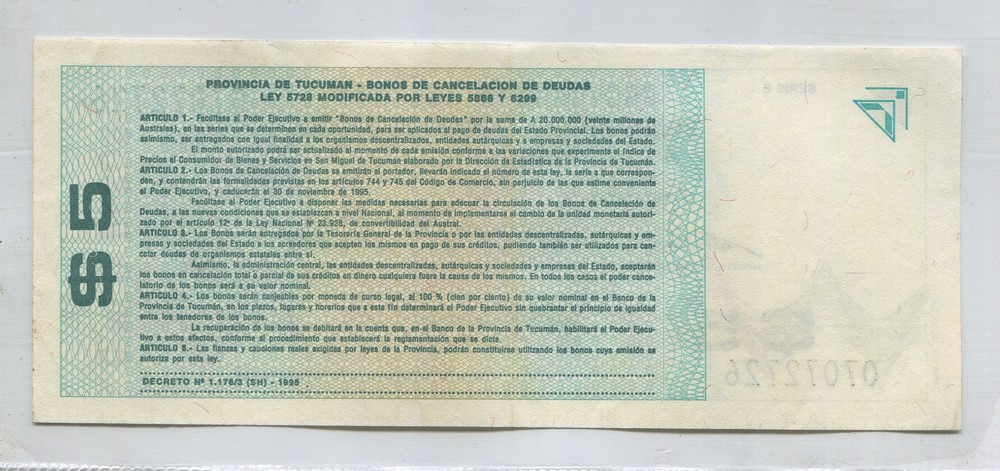 PROVINCIA DE TUCUMAN - BONOS DE CANCELACION DE DEUDAS
LEY 5728 MODIFICADA POR LEYES 5866 Y 6299
ARTICULO 1.- Facúltase al Poder Ejecutivo a emitir "Bonos de Cancelación de Deudas" por la suma de A 20.000.000 (veinte millones de
Australes), en las series que se determinen en cada oportunidad, para ser aplicados al pago de deudas del Estado Provincial. Los bonos podrán
asimismo, ser entregados con igual finalidad a los organismos descentralizados, entidades autárquicas y a empresas y sociedades del Estado.
El monto autorizado podrá ser actualizado al momento de cada emisión conforme a las variaciones que experimente el Indice de
Precios al Consumidor de Bienes y Servicios en San Miguel de Tucumán elaborado por la Dirección de Estadística de la Provincia de Tucumán.
ARTICULO 2.- Los Bonos de Cancelación de Deudas se emitirán al portador, llevarán indicado el número de esta ley, la serie a que correspon-
den, y contendrán las formalidades previstas en los artículos 744 y 745 del Código de Comercio, sin perjuicio de las que estime conveniente
el Poder Ejecutivo, y caducarán el 30 de noviembre de 1995.
Facúltase al Poder Ejecutivo a disponer las medidas necesarias para adecuar la circulación de los Bonos de Cancelación de
Deudas, a las nuevas condiciones que se establezcan a nivel Nacional, al momento de implementarse el cambio de la unidad monetaria autori-
zado por el artículo 12º de la Ley Nacional Nº 23.928, de convertibilidad del Austral.
ARTICULO 3.- Los Bonos serán entregados por la Tesorería General de la Provincia o por las entidades descentralizadas, autárquicas y em-
presas y sociedades del Estado a los acreedores que acepten los mismos en pago de sus créditos, pudiendo también ser utilizados para can-
celar deudas de organismos estatales entre sí.
Asimismo, la administración central, las entidades descentralizadas, autárquicas y sociedades y empresas del Estado, aceptarán
los bonos en cancelación total o parcial de sus créditos en dinero cualquiera fuere la causa de los mismos. En todos los casos el poder cance-
latorio de los bonos será a su valor nominal.
ARTICULO 4.- Los bonos serán canjeables por moneda de curso legal, al 100 % (cien por ciento) de su valor nominal en el Banco de la
Provincia de Tucumán, en los plazos, lugares y horarios que a esta fin determinará el Poder Ejecutivo sin quebrantar el principio de igualdad
entre los tenedores de los bonos.
La recuperación de los bonos se debitará en la cuenta que, en el Banco de la Provincia de Tucumán, habilitará el Poder Ejecu-
tivo a estos efectos, conforme al procedimiento que establecerá la reglamentación que se dicte.
ARTICULO 5.- Las fianzas y cauciones reales exigidas por leyes de la Provincia, podrán constituirse utilizando los bonos cuya emisión se
autoriza por esta ley.
DECRETO Nº 1.176/3 (SH) - 1995
$ 5
SERIE G
07072726